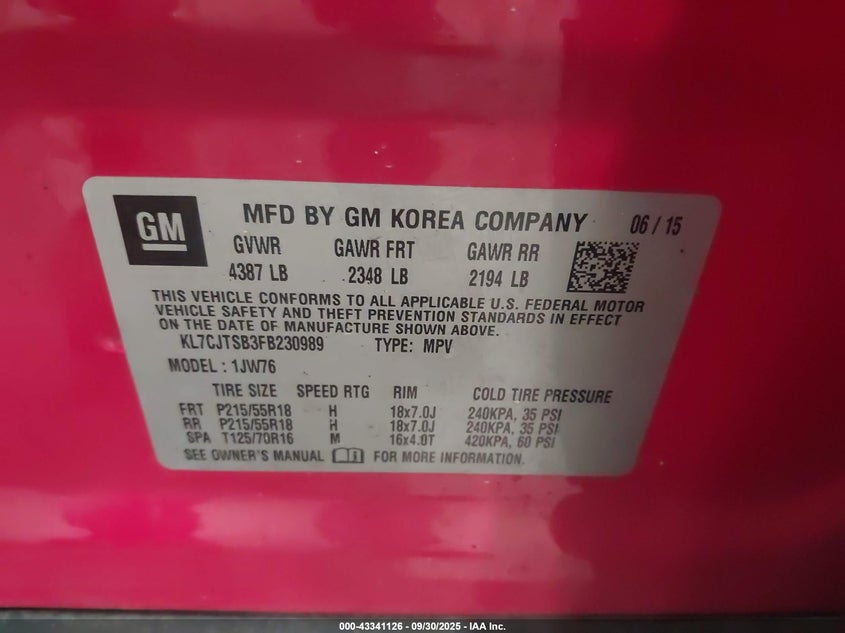 GM
MFD BY GM KOREA COMPANY 06 / 15
GVWR GAWR FRT GAWR RR
4387 LB 2348 LB 2194 LB
THIS VEHICLE CONFORMS TO ALL APPLICABLE U.S. FEDERAL MOTOR
VEHICLE SAFETY AND THEFT PREVENTION STANDARDS IN EFFECT
ON THE DATE OF MANUFACTURE SHOWN ABOVE.
KL7CJTSB3FB230989 TYPE: MPV
MODEL : 1JW76
TIRE SIZE SPEED RTG RIM COLD TIRE PRESSURE
FRT P215/55R18 H 18x7.0J 240KPA, 35 PSI
RR P215/55R18 H 18x7.0J 240KPA, 35 PSI
SPA T125/70R16 M 16x4.0T 420KPA, 60 PSI
SEE OWNER'S MANUAL FOR MORE INFORMATION.
000-43341126 - 09/30/2025 - IAA Inc.